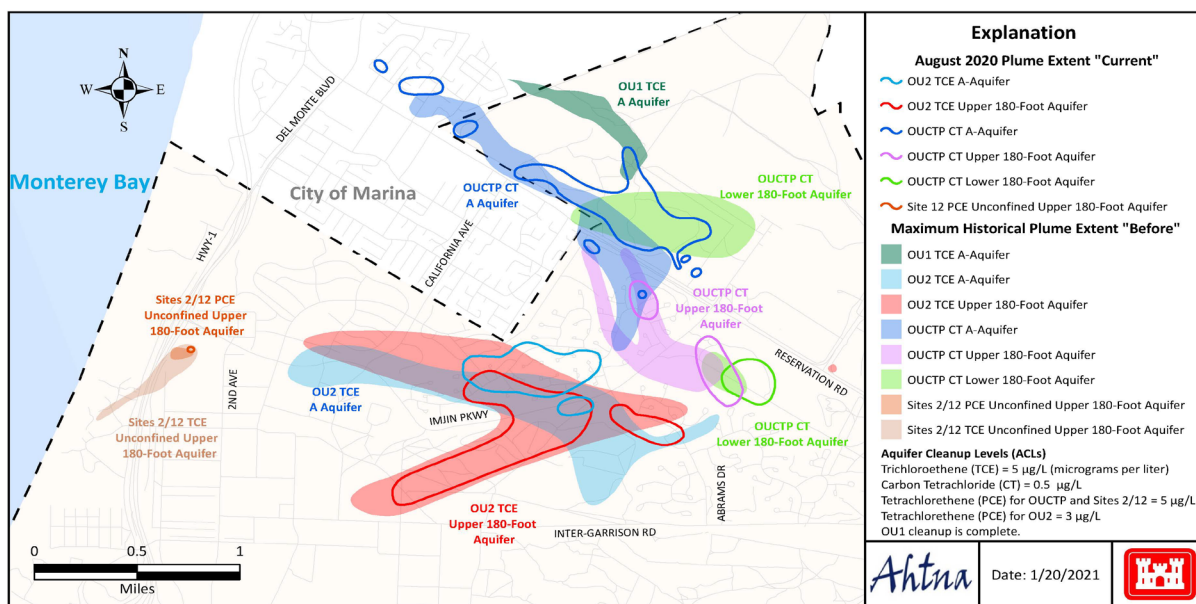 N
W
E
S
Monterey Bay
DEL MONTE BLVD
City of Marina
HWY-1
CALIFORNIA AVE
OU1 TCE
A Aquifer
OUCTP CT
A Aquifer
OUCTP CT
Lower 180-Foot
Aquifer
1
OUCTP CT
Upper 180-Foot
Aquifer
RESERVATION RD
Sites 2/12 PCE
Unconfined Upper
180-Foot Aquifer
2ND AVE
OU2 TCE
A Aquifer
IMJIN PKWY
Sites 2/12 TCE
Unconfined Upper
180-Foot Aquifer
OUCTP CT
Lower 180-Foot Aquifer
ABRAMS DR
OU2 TCE
Upper 180-Foot
Aquifer
INTER-GARRISON RD
0
0.5
1
Miles
Explanation
August 2020 Plume Extent "Current"
OU2 TCE A-Aquifer
OU2 TCE Upper 180-Foot Aquifer
OUCTP CT A-Aquifer
OUCTP CT Upper 180-Foot Aquifer
OUCTP CT Lower 180-Foot Aquifer
Site 12 PCE Unconfined Upper 180-Foot Aquifer
Maximum Historical Plume Extent "Before"
OU1 TCE A-Aquifer
OU2 TCE A-Aquifer
OU2 TCE Upper 180-Foot Aquifer
OUCTP CT A-Aquifer
OUCTP CT Upper 180-Foot Aquifer
OUCTP CT Lower 180-Foot Aquifer
Sites 2/12 PCE Unconfined Upper 180-Foot Aquifer
Sites 2/12 TCE Unconfined Upper 180-Foot Aquifer
Aquifer Cleanup Levels (ACLs)
Trichloroethene (TCE) = 5 µg/L (micrograms per liter)
Carbon Tetrachloride (CT) = 0.5 µg/L
Tetrachlorethene (PCE) for OUCTP and Sites 2/12 = 5 µg/L
Tetrachlorethene (PCE) for OU2 = 3 µg/L
OU1 cleanup is complete.
Ahtna
Date: 1/20/2021